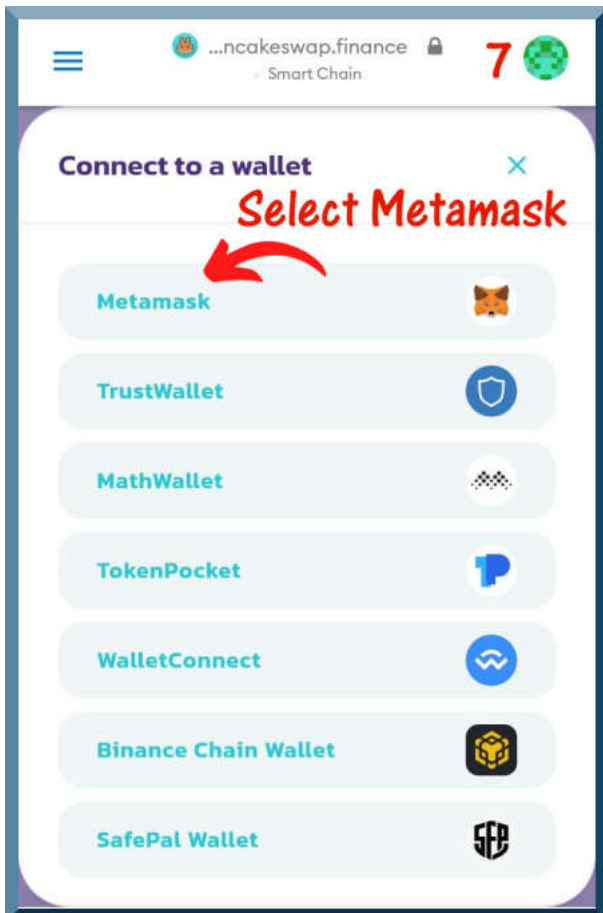 ...ncakeswap.finance
Smart Chain
7
Connect to a wallet
Select Metamask
Metamask
TrustWallet
MathWallet
TokenPocket
WalletConnect
Binance Chain Wallet
SafePal Wallet
SFP